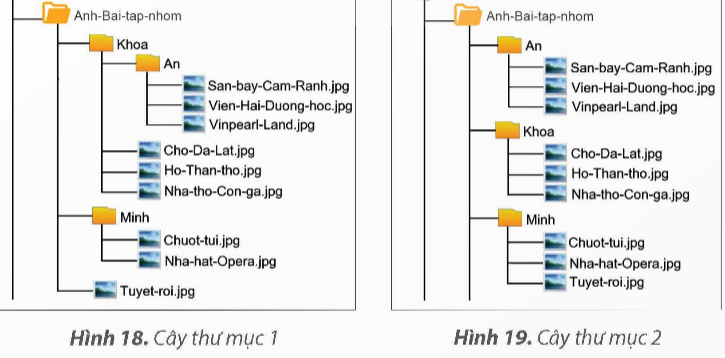 Anh-Bai-tap-nhom
Khoa
An
San-bay-Cam-Ranh.jpg
Vien-Hai-Duong-hoc.jpg
Vinpearl-Land.jpg
Cho-Da-Lat.jpg
Ho-Than-tho.jpg
Nha-tho-Con-ga.jpg
Minh
Chuot-tui.jpg
Nha-hat-Opera.jpg
Tuyet-roi.jpg
Hình 18. Cây thư mục 1
Anh-Bai-tap-nhom
An
San-bay-Cam-Ranh.jpg
Vien-Hai-Duong-hoc.jpg
Vinpearl-Land.jpg
Khoa
Cho-Da-Lat.jpg
Ho-Than-tho.jpg
Nha-tho-Con-ga.jpg
Minh
Chuot-tui.jpg
Nha-hat-Opera.jpg
Tuyet-roi.jpg
Hình 19. Cây thư mục 2